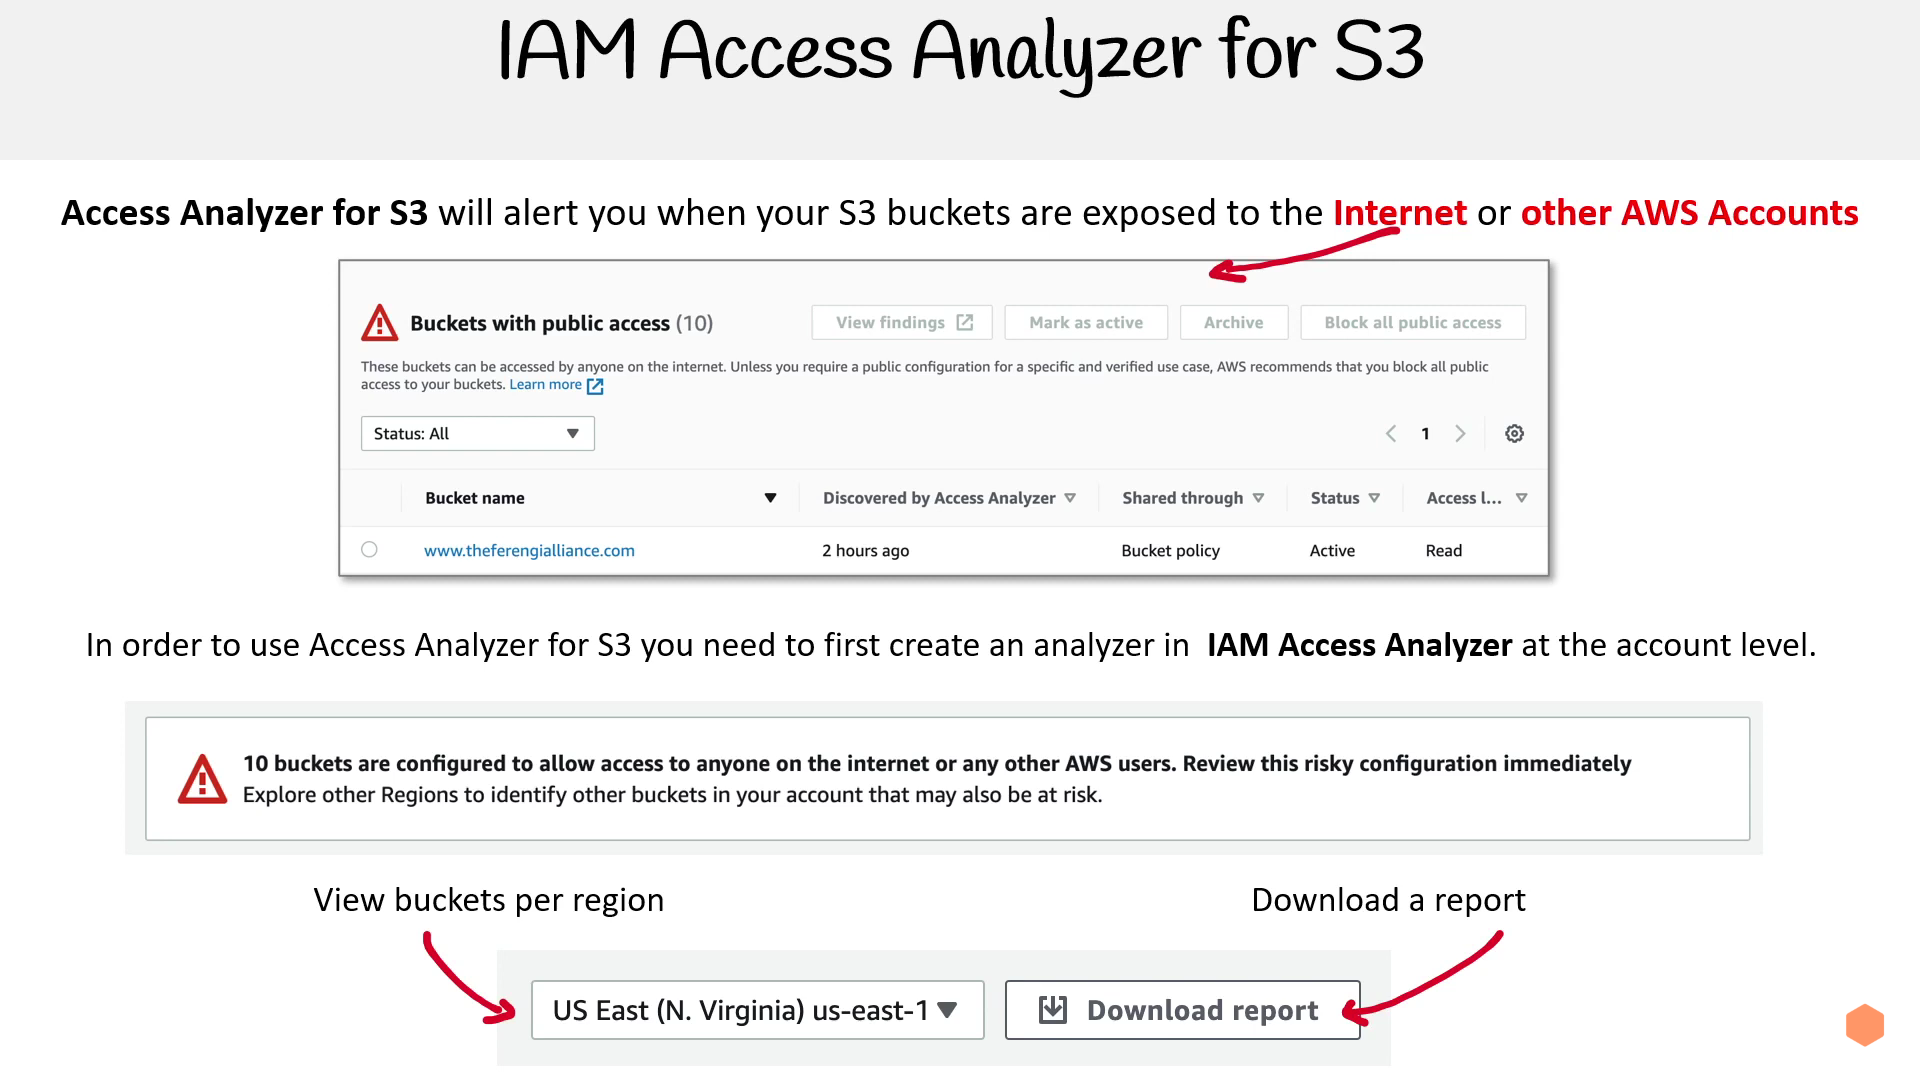 IAM Access Analyzer for S3
Access Analyzer for S3 will alert you when your S3 buckets are exposed to the Internet or other AWS Accounts
Buckets with public access (10)
View findings
Mark as active
Archive
Block all public access
These buckets can be accessed by anyone on the internet. Unless you require a public configuration for a specific and verified use case, AWS recommends that you block all public
access to your buckets. Learn more
Status: All
1
Bucket name
Discovered by Access Analyzer
Shared through
Status
Access l...
www.theferengialliance.com
2 hours ago
Bucket policy
Active
Read
In order to use Access Analyzer for S3 you need to first create an analyzer in IAM Access Analyzer at the account level.
10 buckets are configured to allow access to anyone on the internet or any other AWS users. Review this risky configuration immediately
Explore other Regions to identify other buckets in your account that may also be at risk.
View buckets per region
Download a report
US East (N. Virginia) us-east-1
Download report